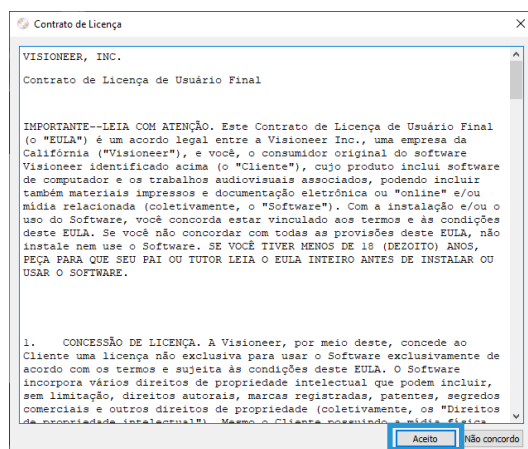 Contrato de Licença
VISIONEER, INC.
Contrato de Licença de Usuário Final
IMPORTANTE--LEIA COM ATENÇÃO. Este Contrato de Licença de Usuário Final
(o "EULA") é um acordo legal entre a Visioneer Inc., uma empresa da
Califórnia ("Visioneer"), e você, o consumidor original do software
Visioneer identificado acima (o "Cliente"), cujo produto inclui software
de computador e os trabalhos audiovisuais associados, podendo incluir
também materiais impressos e documentação eletrônica ou "online" e/ou
mídia relacionada (coletivamente, o "Software"). Com a instalação e/ou o
uso do Software, você concorda estar vinculado aos termos e às condições
deste EULA. Se você não concordar com todas as provisões deste EULA, não
instale nem use o Software. SE VOCÊ TIVER MENOS DE 18 (DEZOITO) ANOS,
PEÇA PARA QUE SEU PAI OU TUTOR LEIA O EULA INTEIRO ANTES DE INSTALAR OU
USAR O SOFTWARE.
1. CONCESSÃO DE LICENÇA. A Visioneer, por meio deste, concede ao
Cliente uma licença não exclusiva para usar o Software exclusivamente de
acordo com os termos e sujeita às condições deste EULA. O Software
incorpora vários direitos de propriedade intelectual que podem incluir,
sem limitação, direitos autorais, marcas registradas, patentes, segredos
comerciais e outros direitos de propriedade (coletivamente, os "Direitos
de propriedade intelectual"). Mesmo o Cliente possuindo a mídia física
Aceito
Não concordo